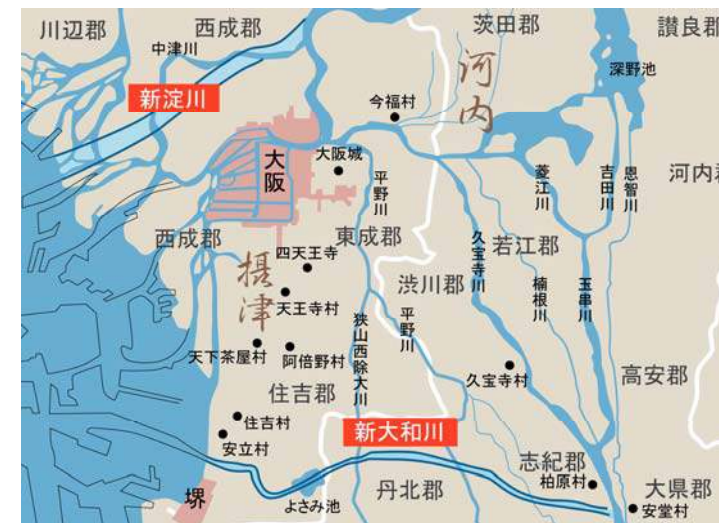 川辺郡
西成郡
茨田郡
讃良郡
中津川
深野池
河内
新淀川
今福村
大阪
大阪城
平野川
菱江川
吉田川
恩智川
河内郡
西成郡
東成郡
久宝寺川
若江郡
四天王寺
摂津
渋川郡
楠根川
玉串川
天王寺村
狭山西除大川
平野川
天下茶屋村
阿倍野村
久宝寺村
高安郡
住吉郡
住吉村
新大和川
安立村
志紀郡
柏原村
大県郡
堺
よさみ池
丹北郡
安堂村